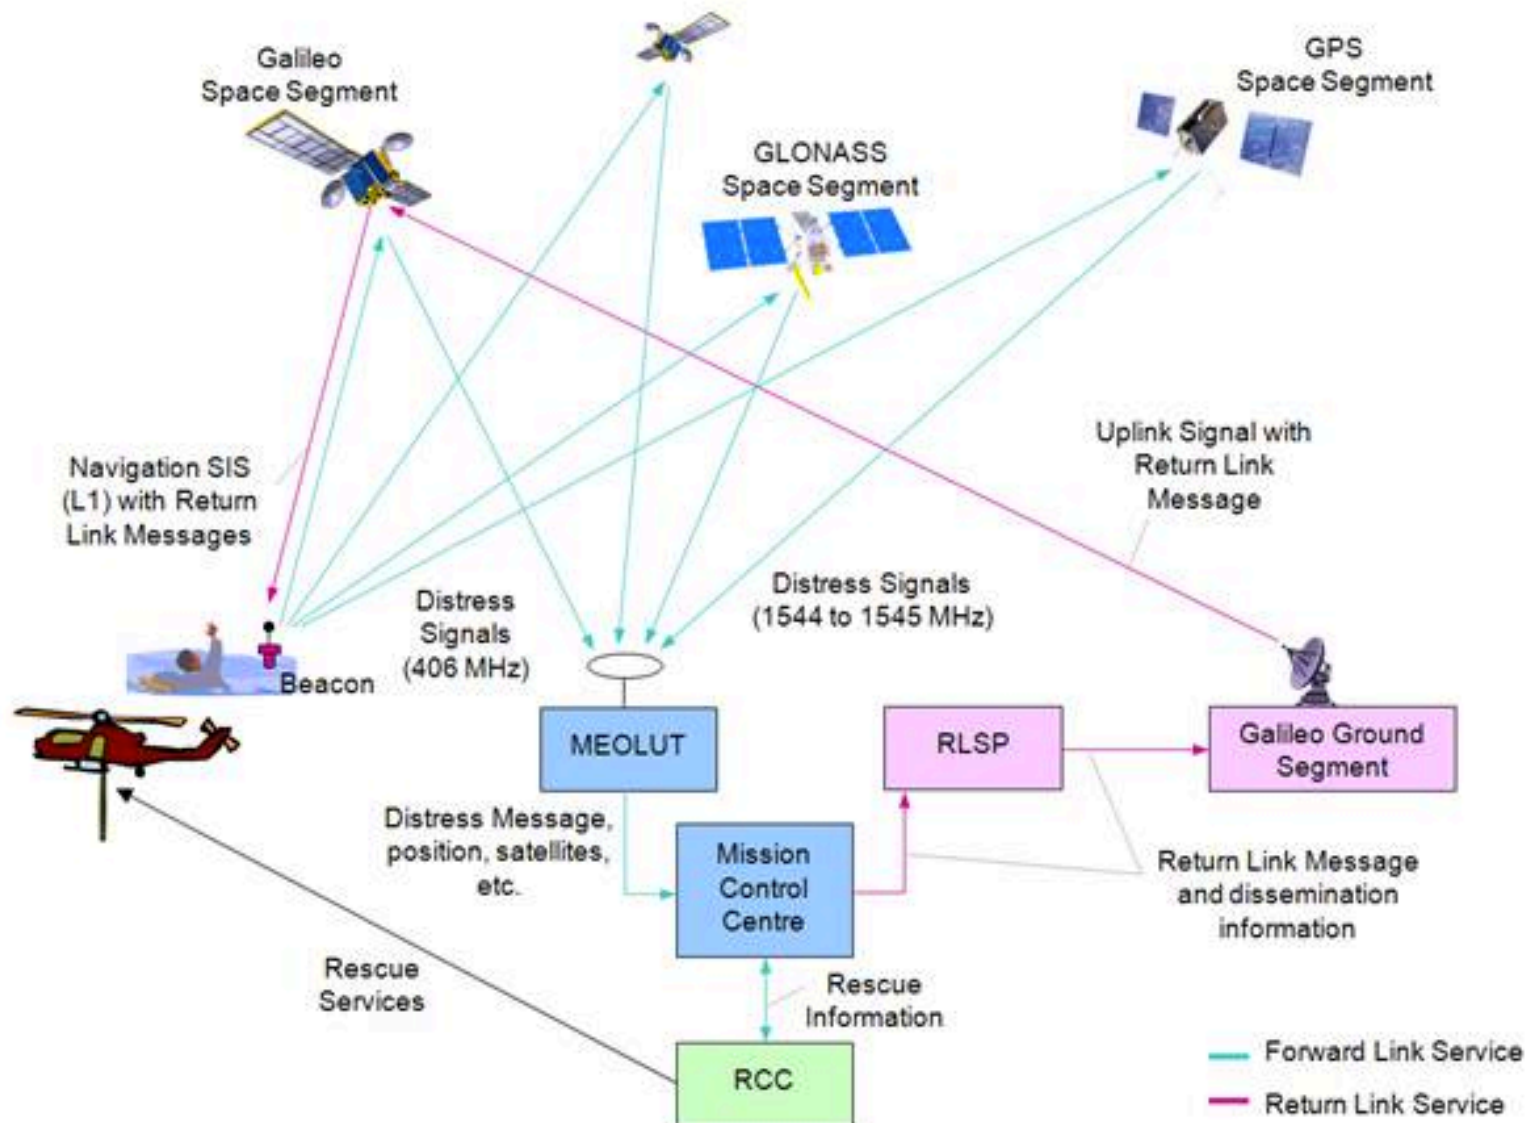 Galileo
Space Segment
GPS
Space Segment
GLONASS
Space Segment
Uplink Signal with
Return Link
Message
Navigation SIS
(L1) with Return
Link Messages
Distress
Signals
(406 MHz)
Distress Signals
(1544 to 1545 MHz)
Beacon
MEOLUT
RLSP
Galileo Ground
Segment
Distress Message,
position, satellites,
etc.
Mission
Control
Centre
Return Link Message
and dissemination
information
Rescue
Services
Rescue
Information
RCC
Forward Link Service
Return Link Service